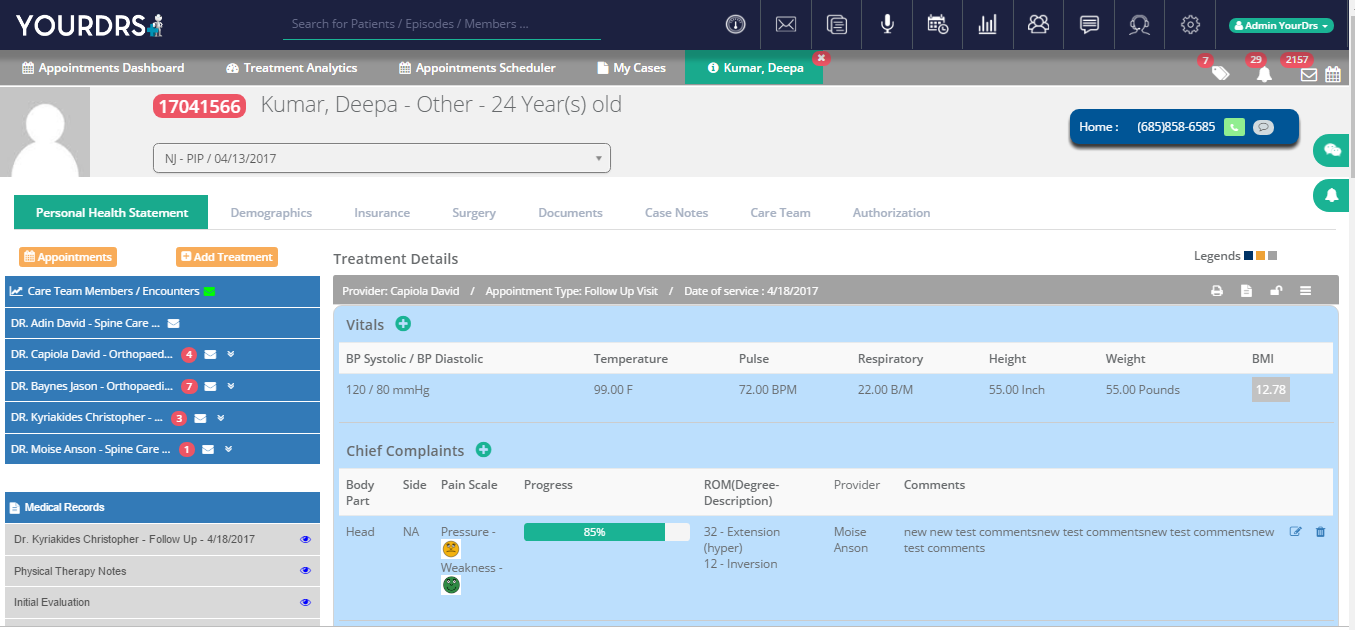 YOURDRS
Search for Patients / Episodes / Members ...
Admin YourDrs
Appointments Dashboard
Treatment Analytics
Appointments Scheduler
My Cases
Kumar, Deepa
7
29
2157
17041566 Kumar, Deepa - Other - 24 Year(s) old
NJ - PIP / 04/13/2017
Home : (685)858-6585
Personal Health Statement
Demographics
Insurance
Surgery
Documents
Case Notes
Care Team
Authorization
Appointments
Add Treatment
Care Team Members / Encounters
DR. Adin David - Spine Care ...
DR. Capiola David - Orthopaed... 4
DR. Baynes Jason - Orthopaedi... 7
DR. Kyriakides Christopher - ... 3
DR. Moise Anson - Spine Care ... 1
Medical Records
Dr. Kyriakides Christopher - Follow Up - 4/18/2017
Physical Therapy Notes
Initial Evaluation
Treatment Details
Legends
Provider: Capiola David / Appointment Type: Follow Up Visit / Date of service : 4/18/2017
Vitals
BP Systolic / BP Diastolic Temperature Pulse Respiratory Height Weight BMI
120 / 80 mmHg 99.00 F 72.00 BPM 22.00 B/M 55.00 Inch 55.00 Pounds 12.78
Chief Complaints
Body Side Pain Scale Progress ROM(Degree- Provider Comments
Part Description)
Head NA Pressure - 85% 32 - Extension Moise new new test commentsnew test commentsnew test commentsnew
(hyper) Anson test comments
Weakness - 12 - Inversion